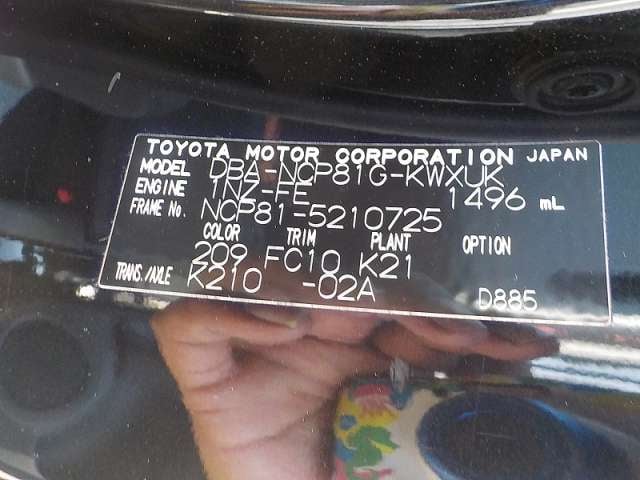 TOYOTA MOTOR CORPORATION JAPAN
MODEL DBA-NCP81G-KWXUK
ENGINE 1NZ-FE 1496 mL
FRAME No. NCP81-5210725
COLOR TRIM PLANT OPTION
209 FC10 K21
TRANS./AXLE K210 -02A D885